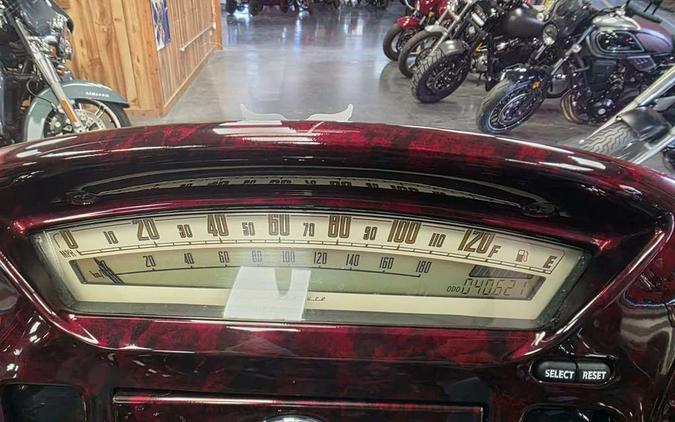 0 10 20 30 40 50 60 70 80 90 100 110 120 F E
MPH
km/h 20 40 60 80 100 120 140 160 180
ODO 040621
SELECT RESET